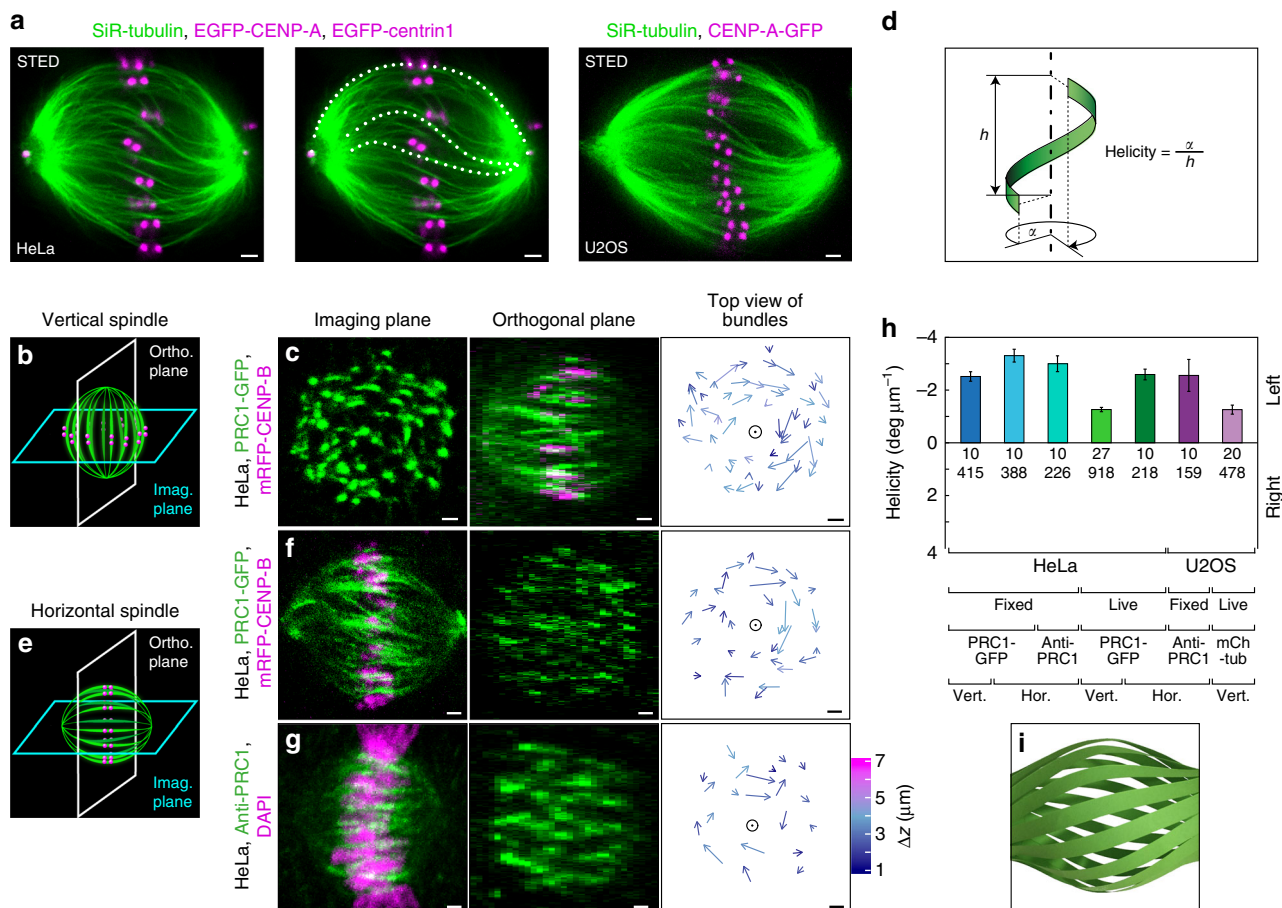 a
SiR-tubulin, EGFP-CENP-A, EGFP-centrin1
SiR-tubulin, CENP-A-GFP
STED
HeLa
STED
U2OS
d
h
Helicity = α/h
α
Vertical spindle
b
Ortho. plane
Imag. plane
Imaging plane
Orthogonal plane
Top view of bundles
c
HeLa, PRC1-GFP,
mRFP-CENP-B
Horizontal spindle
e
Ortho. plane
Imag. plane
f
HeLa, PRC1-GFP,
mRFP-CENP-B
g
HeLa, Anti-PRC1,
DAPI
7
5
3
1
Δz (μm)
h
Helicity (deg μm⁻¹)
–4
–2
0
2
4
Left
Right
10 10 10 27 10 10 20
415 388 226 918 218 159 478
HeLa U2OS
Fixed Live Fixed Live
PRC1-GFP Anti-PRC1 PRC1-GFP Anti-PRC1 mCh-tub
Vert. Hor. Vert. Hor. Vert.
i